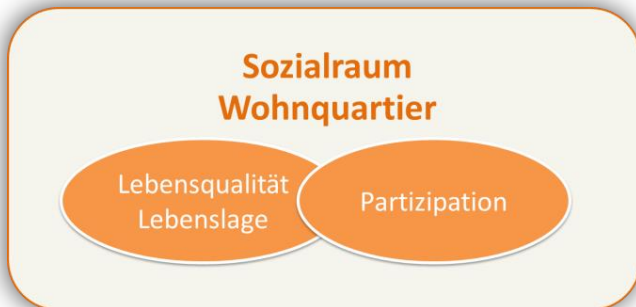 Sozialraum
Wohnquartier
Lebensqualität
Lebenslage
Partizipation